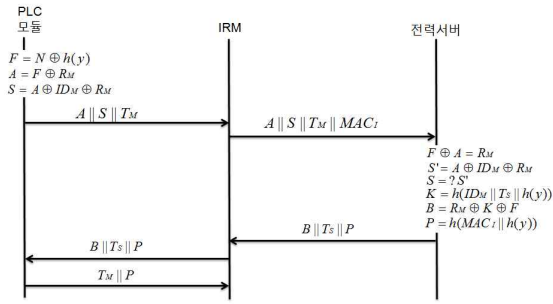 PLC
모듈
IRM
전력서버
F = N ⊕ h(y)
A = F ⊕ R_M
S = A ⊕ ID_M ⊕ R_M
A || S || T_M
A || S || T_M || MAC_I
F ⊕ A = R_M
S' = A ⊕ ID_M ⊕ R_M
S = ? S'
K = h(ID_M || T_S || h(y))
B = R_M ⊕ K ⊕ F
P = h(MAC_I || h(y))
B || T_S || P
B || T_S || P
T_M || P